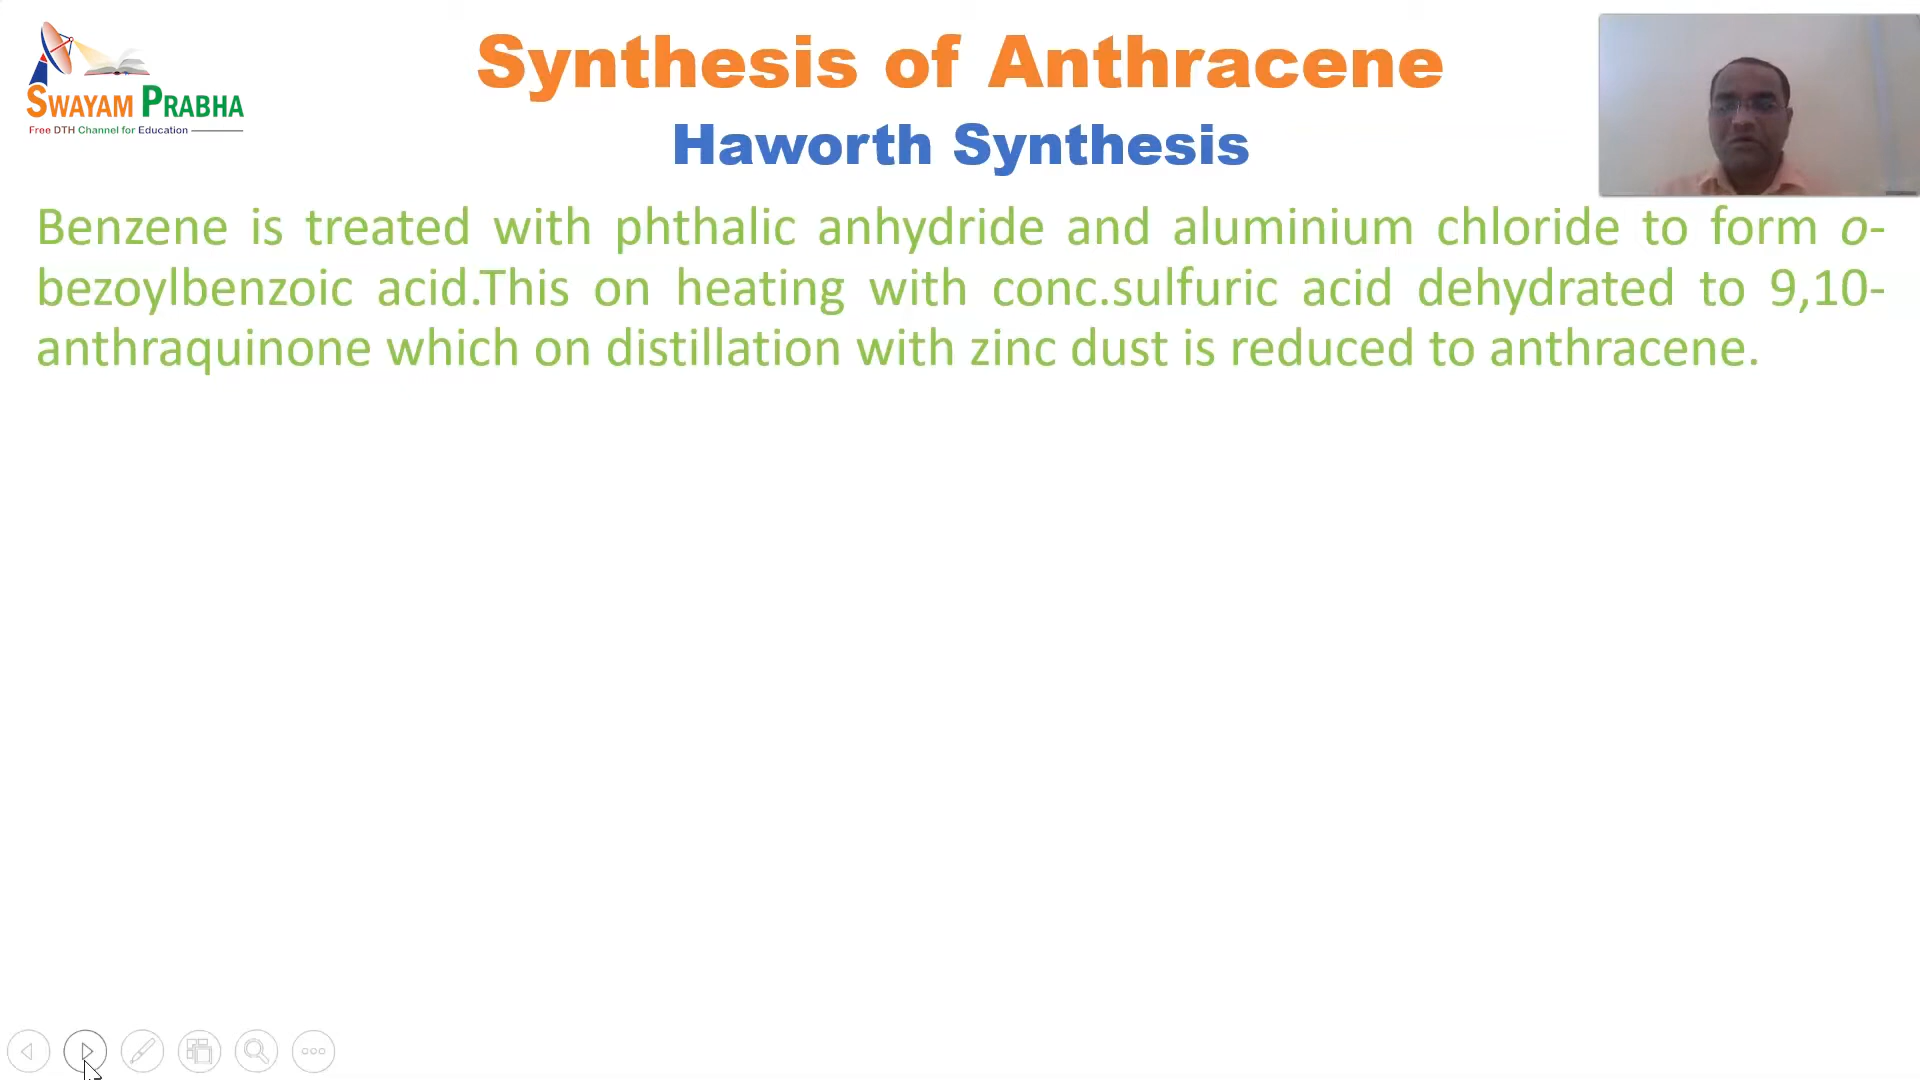 SWAYAM PRABHA
Free DTH Channel for Education
Synthesis of Anthracene
Haworth Synthesis
Benzene is treated with phthalic anhydride and aluminium chloride to form o-
bezoylbenzoic acid.This on heating with conc.sulfuric acid dehydrated to 9,10-
anthraquinone which on distillation with zinc dust is reduced to anthracene.